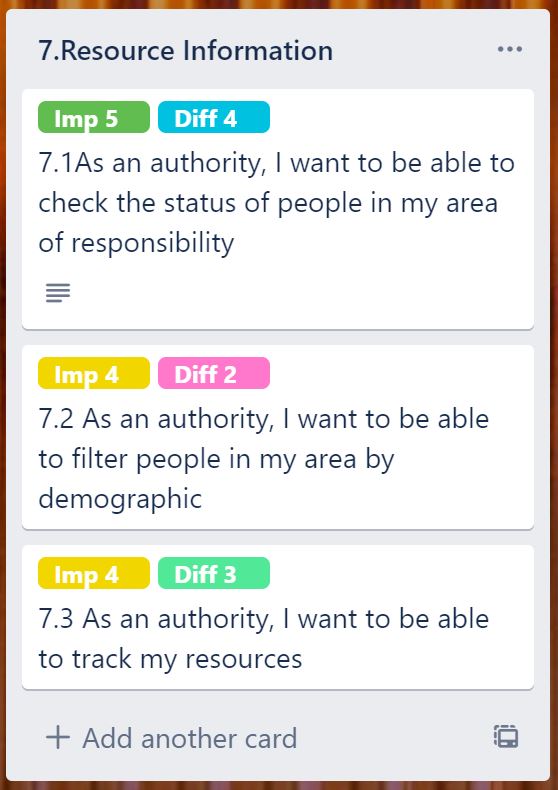 7.Resource Information
Imp 5 Diff 4
7.1As an authority, I want to be able to
check the status of people in my area
of responsibility
Imp 4 Diff 2
7.2 As an authority, I want to be able
to filter people in my area by
demographic
Imp 4 Diff 3
7.3 As an authority, I want to be able
to track my resources
Add another card